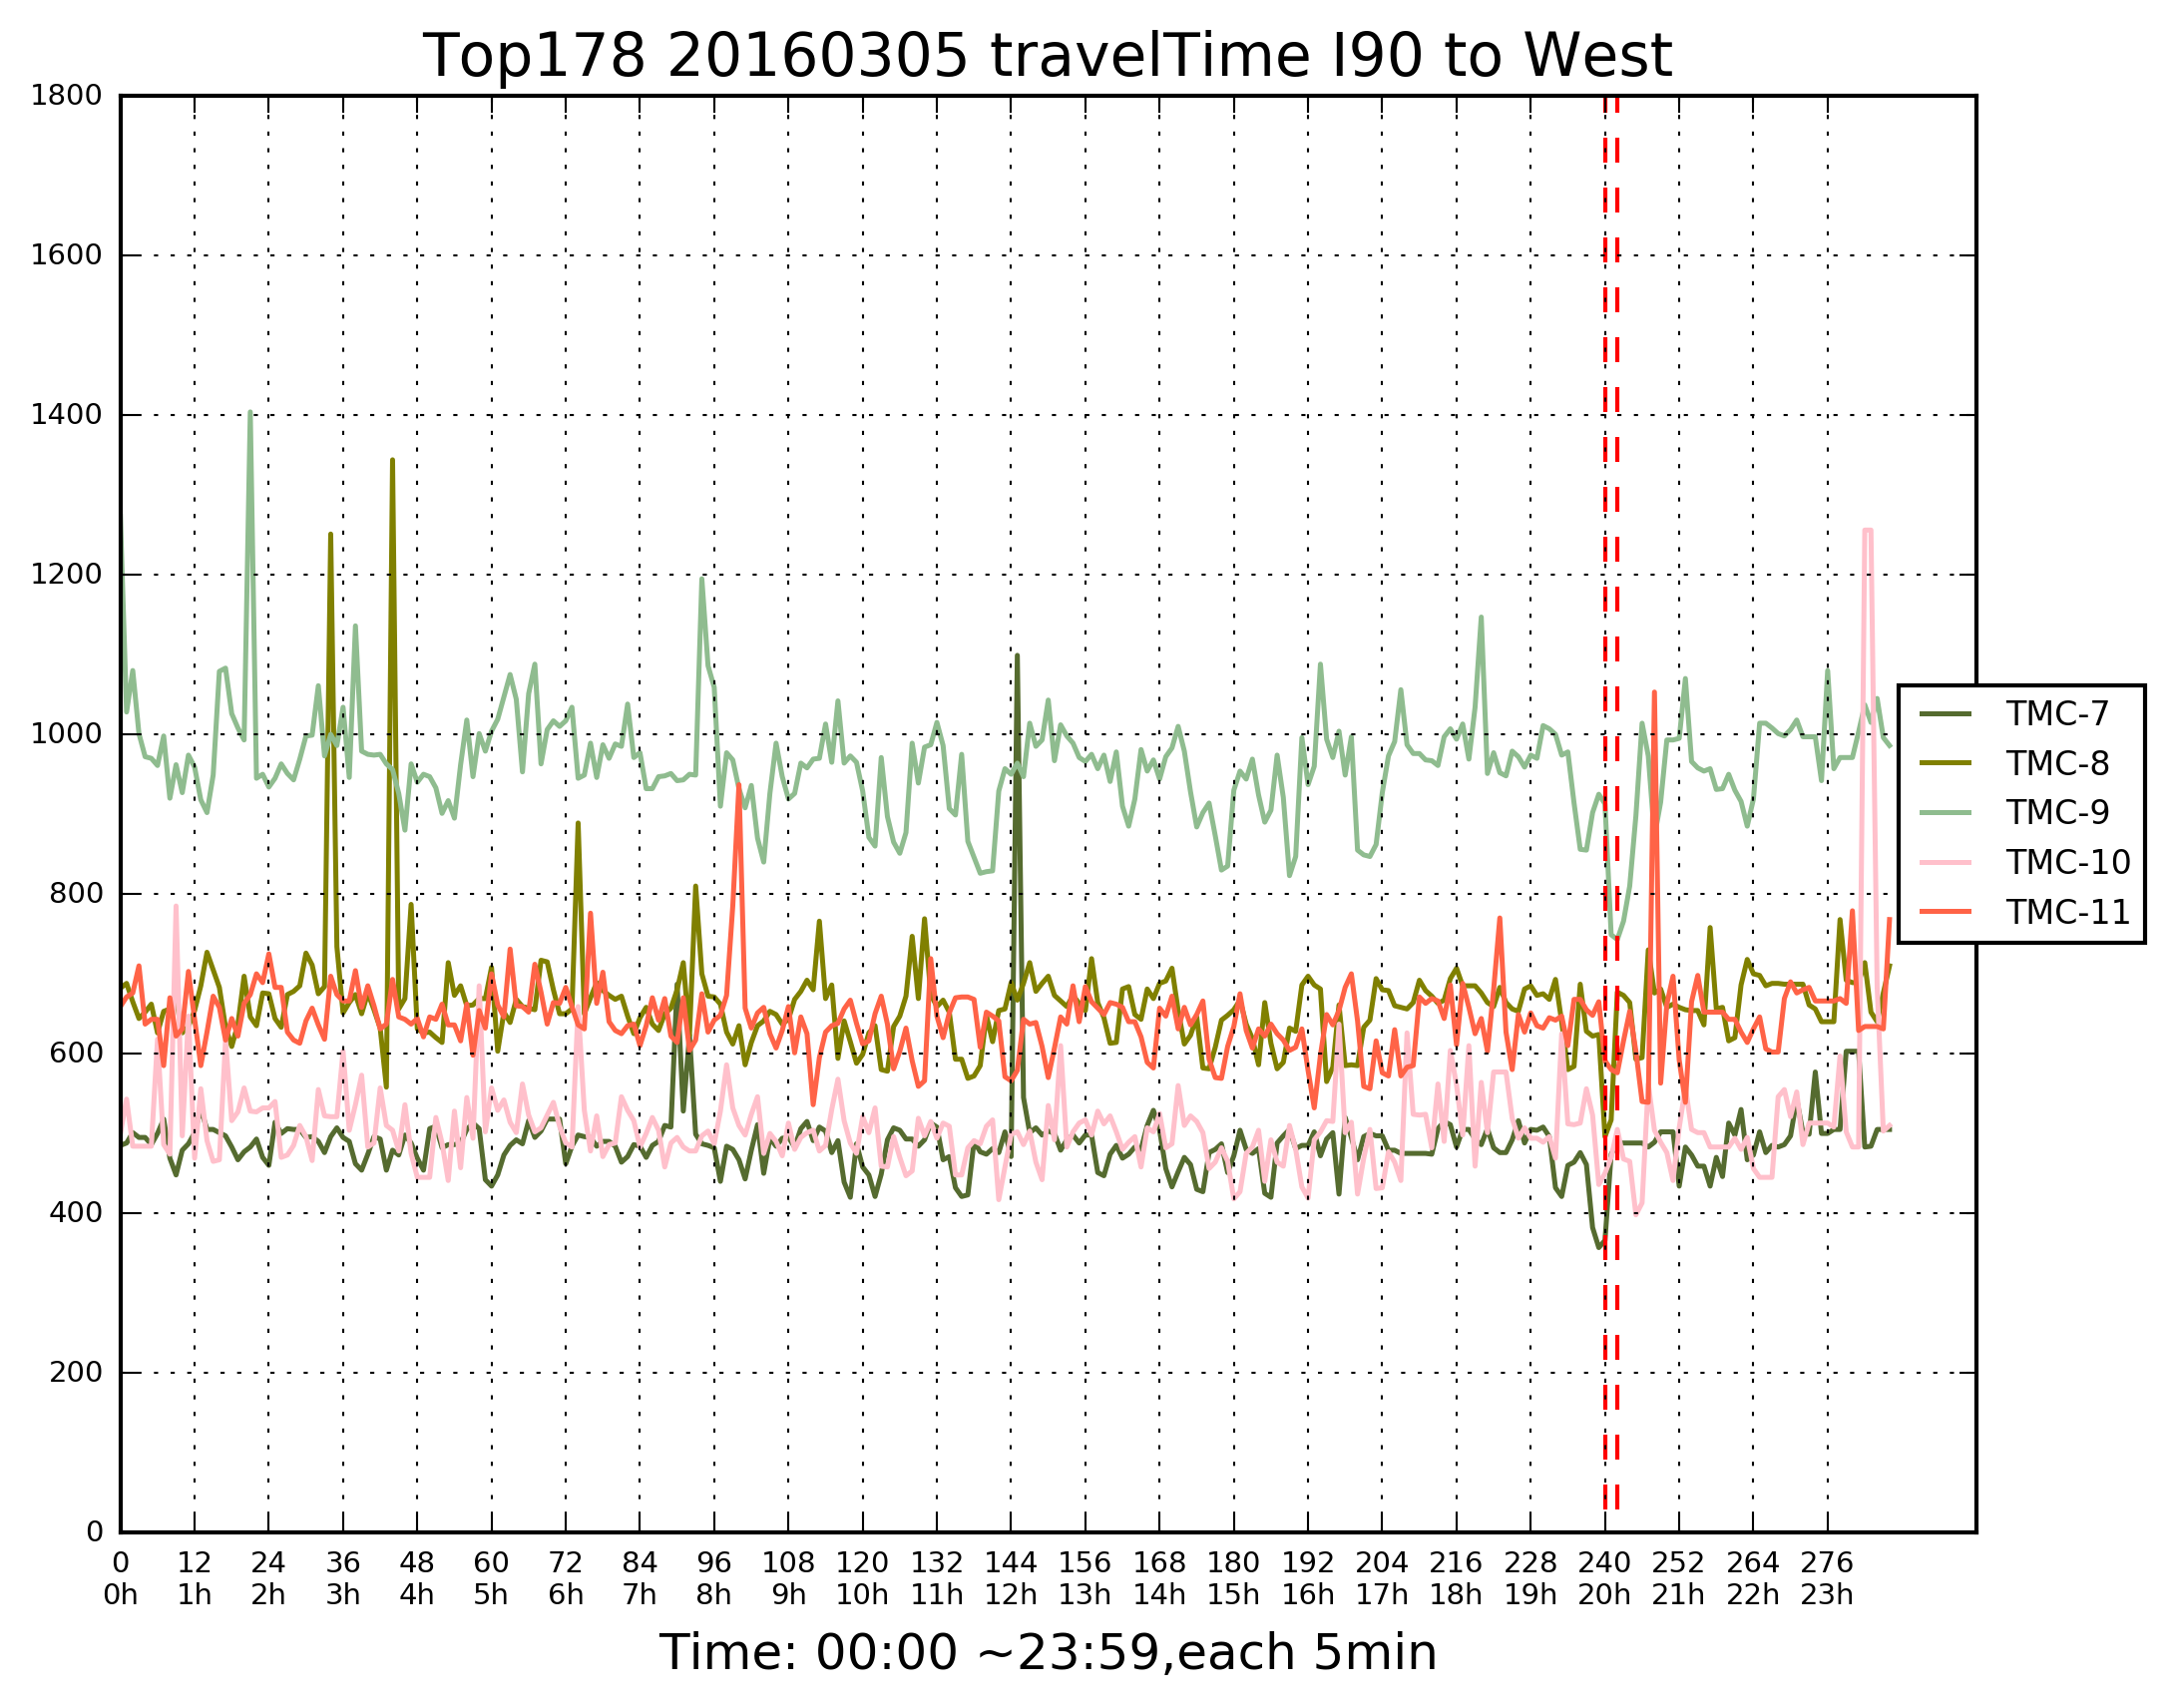 Top178 20160305 travelTime I90 to West
1800
1600
1400
1200
1000
800
600
400
200
0
TMC-7
TMC-8
TMC-9
TMC-10
TMC-11
0 12 24 36 48 60 72 84 96 108 120 132 144 156 168 180 192 204 216 228 240 252 264 276
0h 1h 2h 3h 4h 5h 6h 7h 8h 9h 10h 11h 12h 13h 14h 15h 16h 17h 18h 19h 20h 21h 22h 23h
Time: 00:00 ~23:59,each 5min